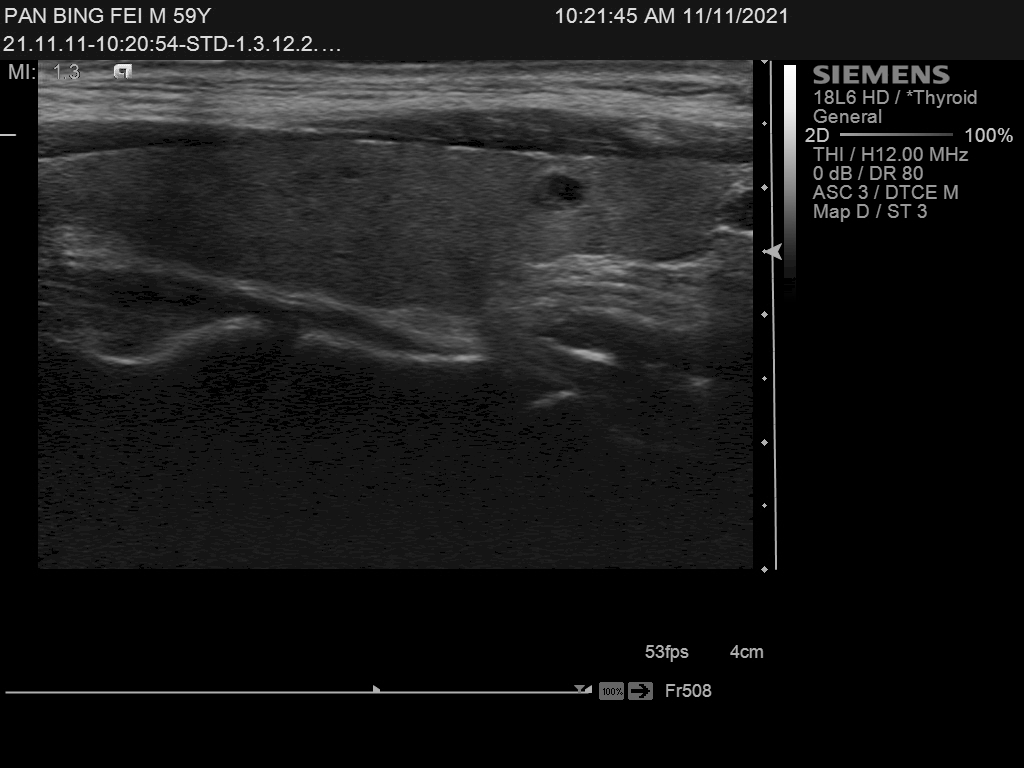 PAN BING FEI M 59Y 10:21:45 AM 11/11/2021
21.11.11-10:20:54-STD-1.3.12.2....
MI: 1.3
SIEMENS
18L6 HD / *Thyroid
General
2D 100%
THI / H12.00 MHz
0 dB / DR 80
ASC 3 / DTCE M
Map D / ST 3
53fps 4cm
100% Fr508